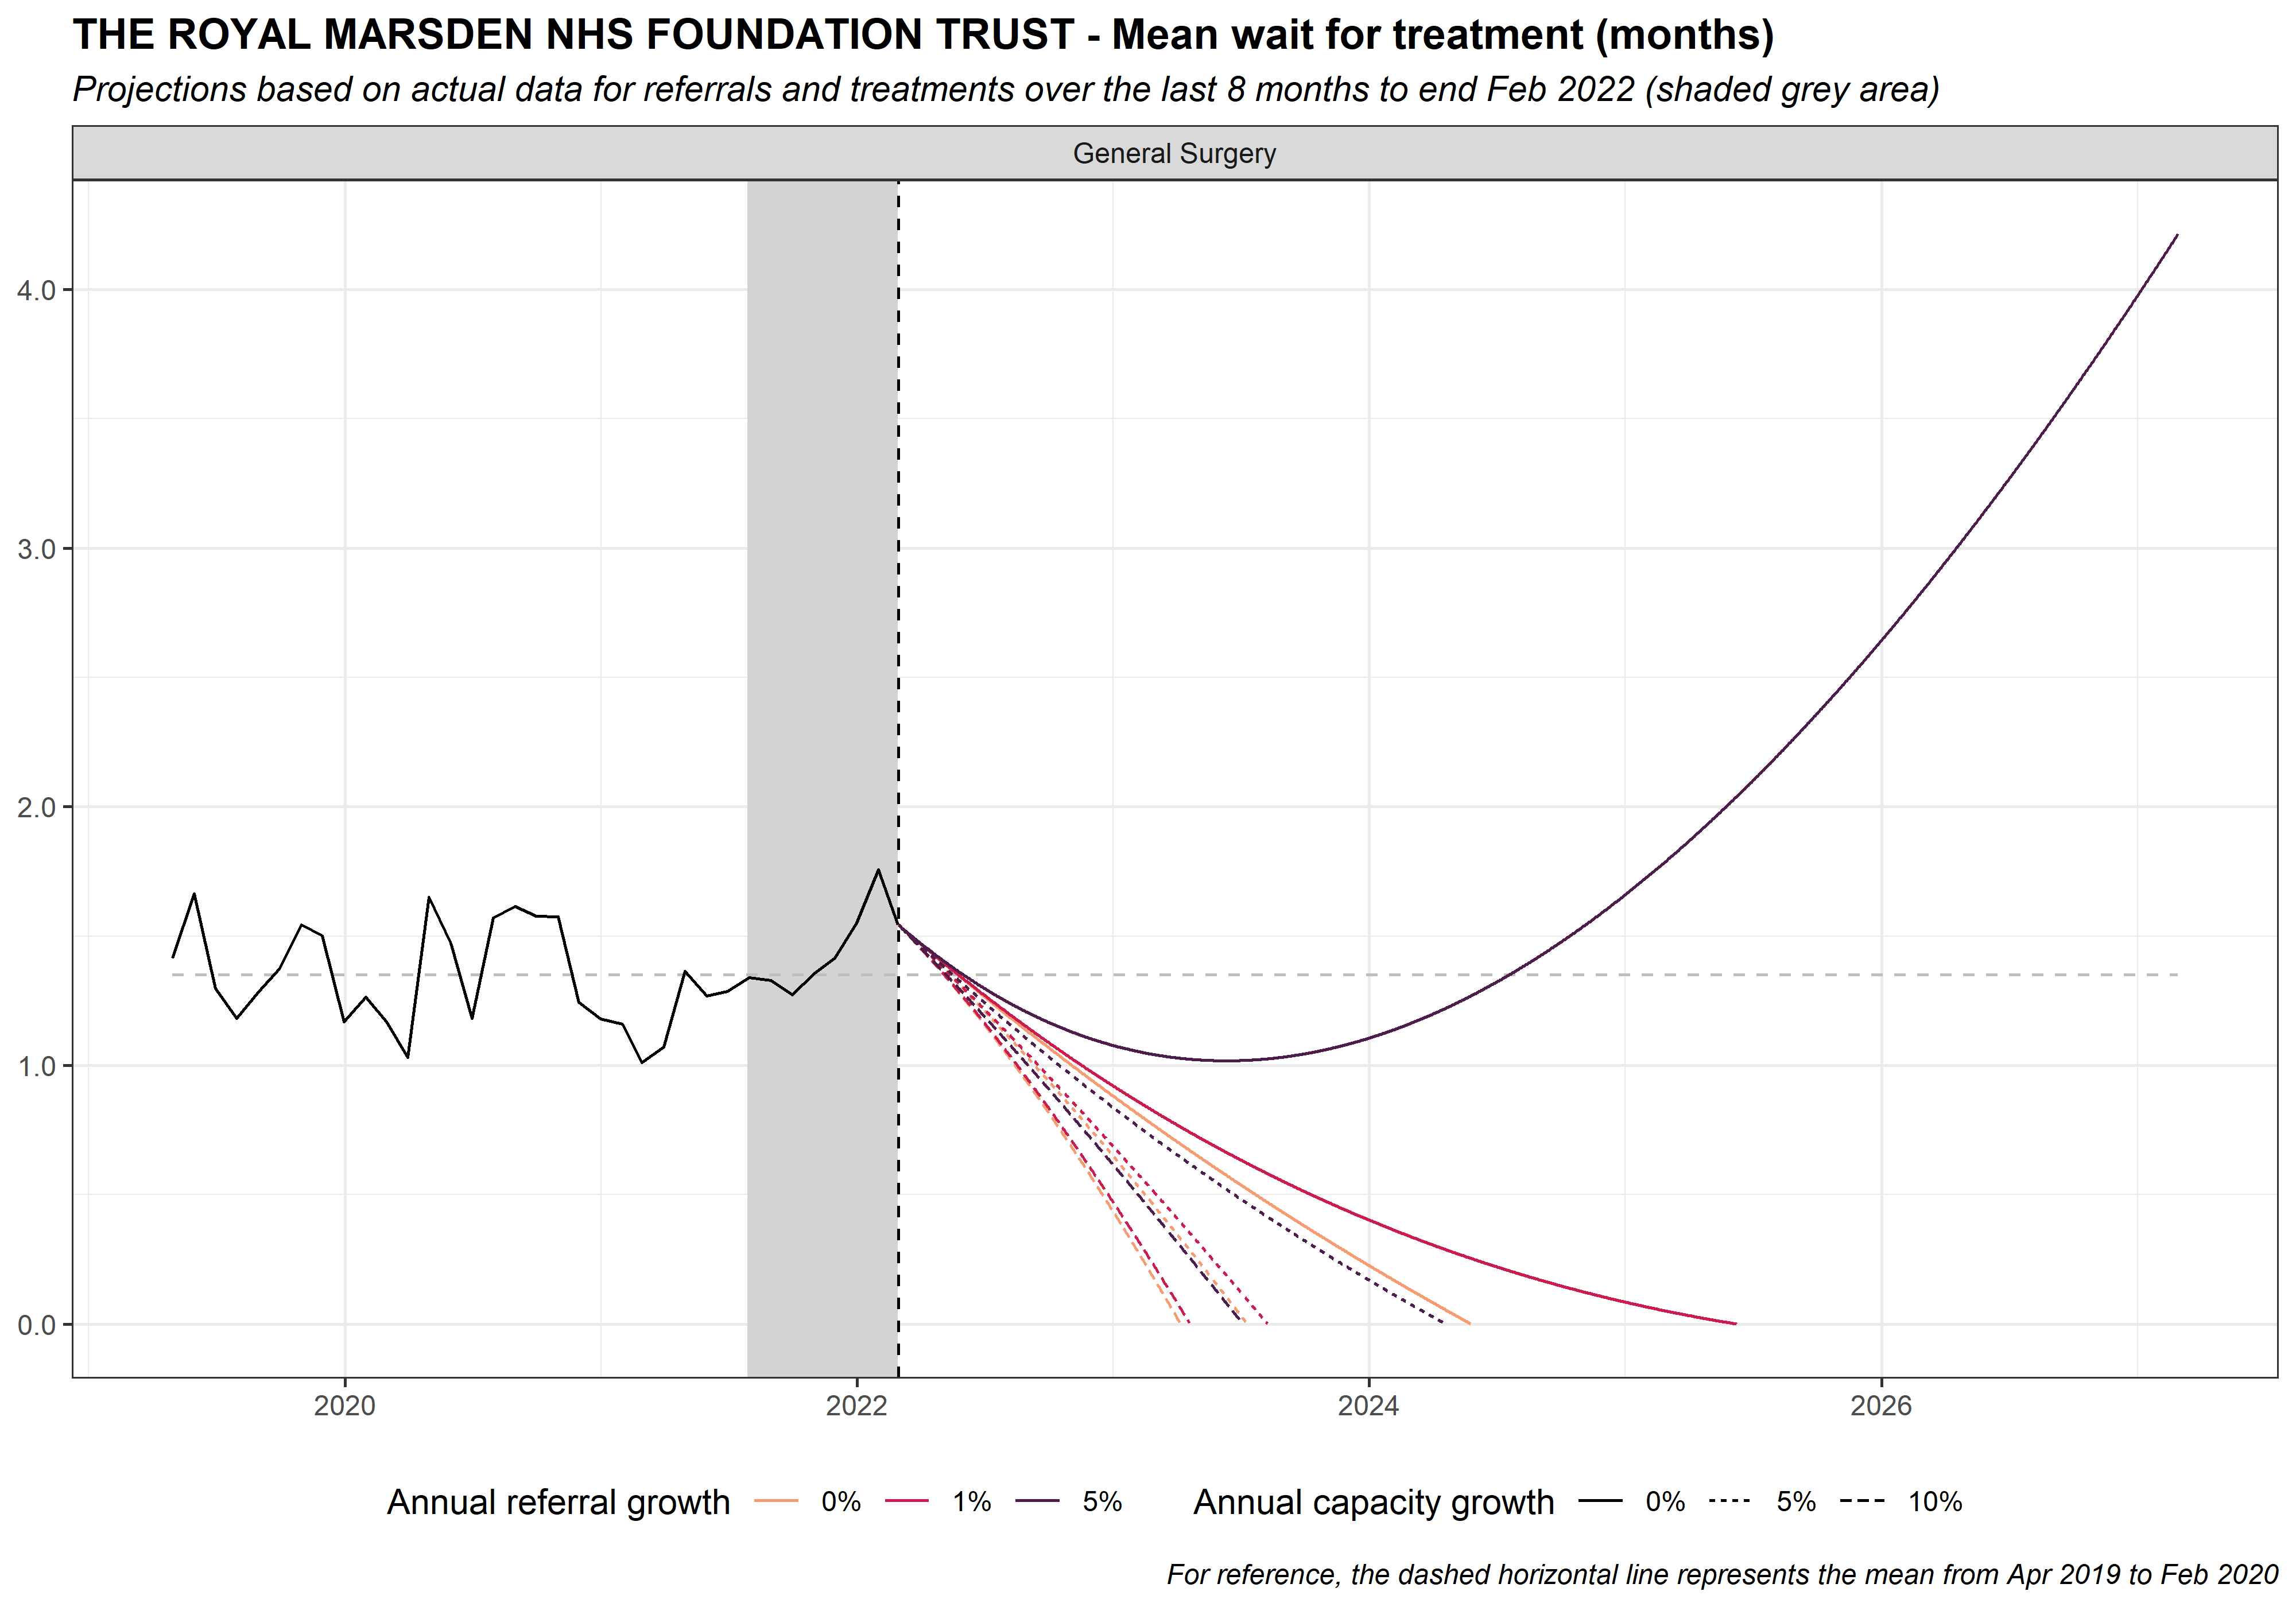 THE ROYAL MARSDEN NHS FOUNDATION TRUST - Mean wait for treatment (months)
Projections based on actual data for referrals and treatments over the last 8 months to end Feb 2022 (shaded grey area)
General Surgery
4.0
3.0
2.0
1.0
0.0
2020 2022 2024 2026
Annual referral growth 0% 1% 5% Annual capacity growth 0% 5% 10%
For reference, the dashed horizontal line represents the mean from Apr 2019 to Feb 2020